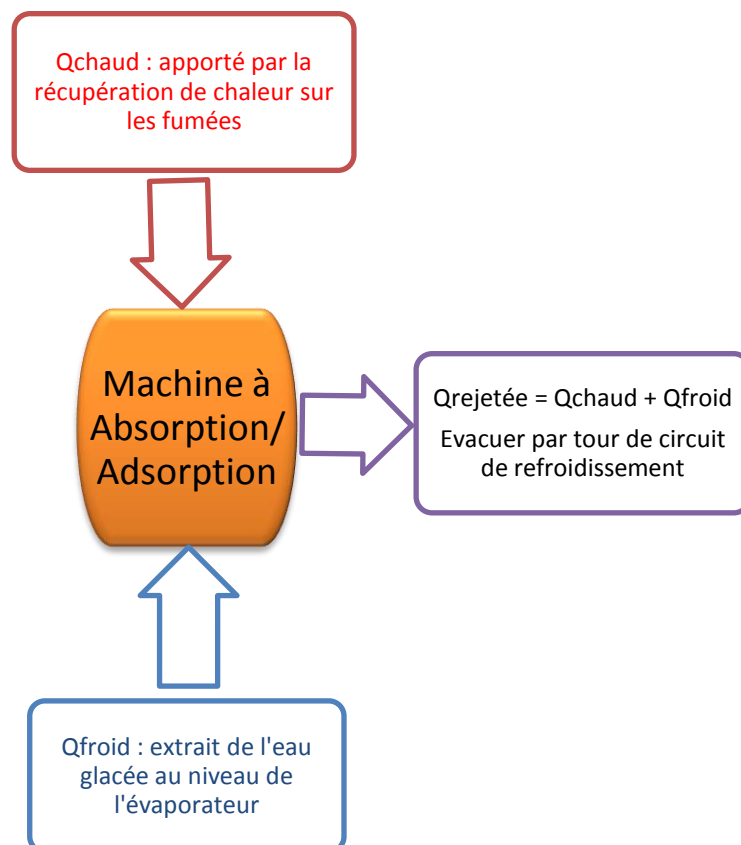 Qchaud : apporté par la
récupération de chaleur sur
les fumées
Machine à
Absorption/
Adsorption
Qrejetée = Qchaud + Qfroid
Evacuer par tour de circuit
de refroidissement
Qfroid : extrait de l'eau
glacée au niveau de
l'évaporateur